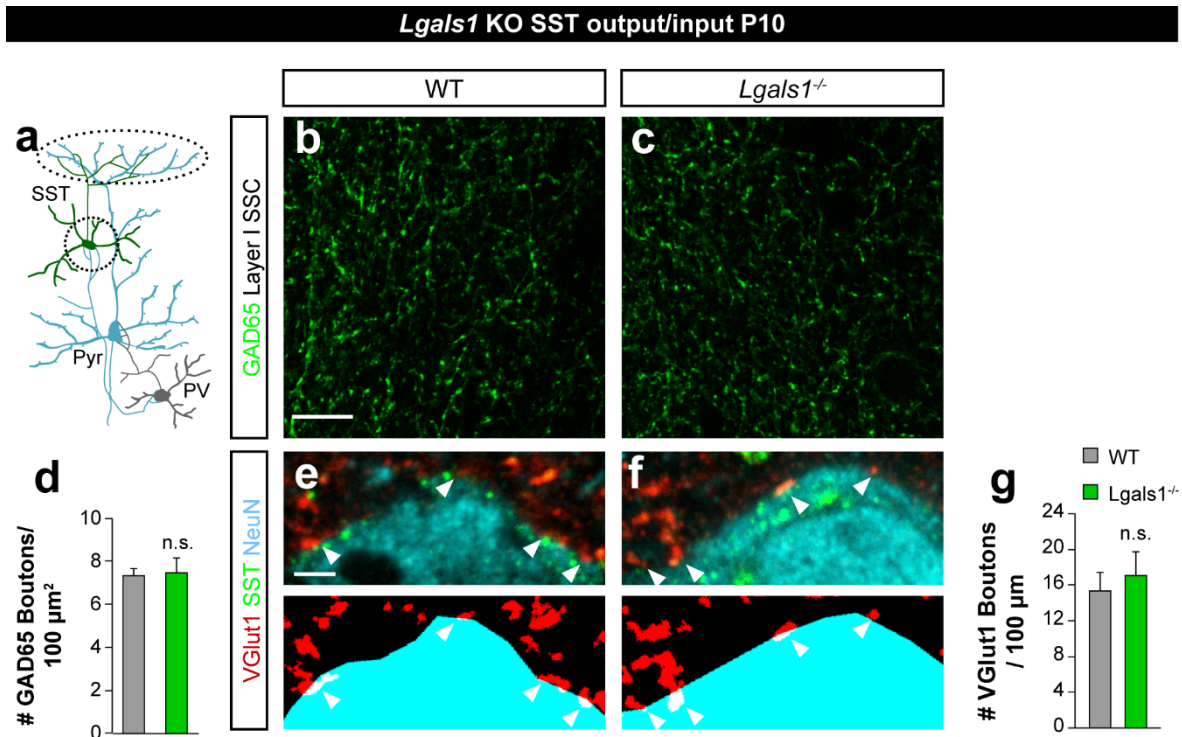 Lgals1 KO SST output/input P10
WT
Lgals1-/-
a
SST
Pyr
PV
GAD65 Layer I SSC
b
c
d
# GAD65 Boutons/
100 µm²
10
8
6
4
2
0
n.s.
VGlut1 SST NeuN
e
f
g
WT
Lgals1-/-
# VGlut1 Boutons
/ 100 µm
24
20
16
12
8
4
0
n.s.